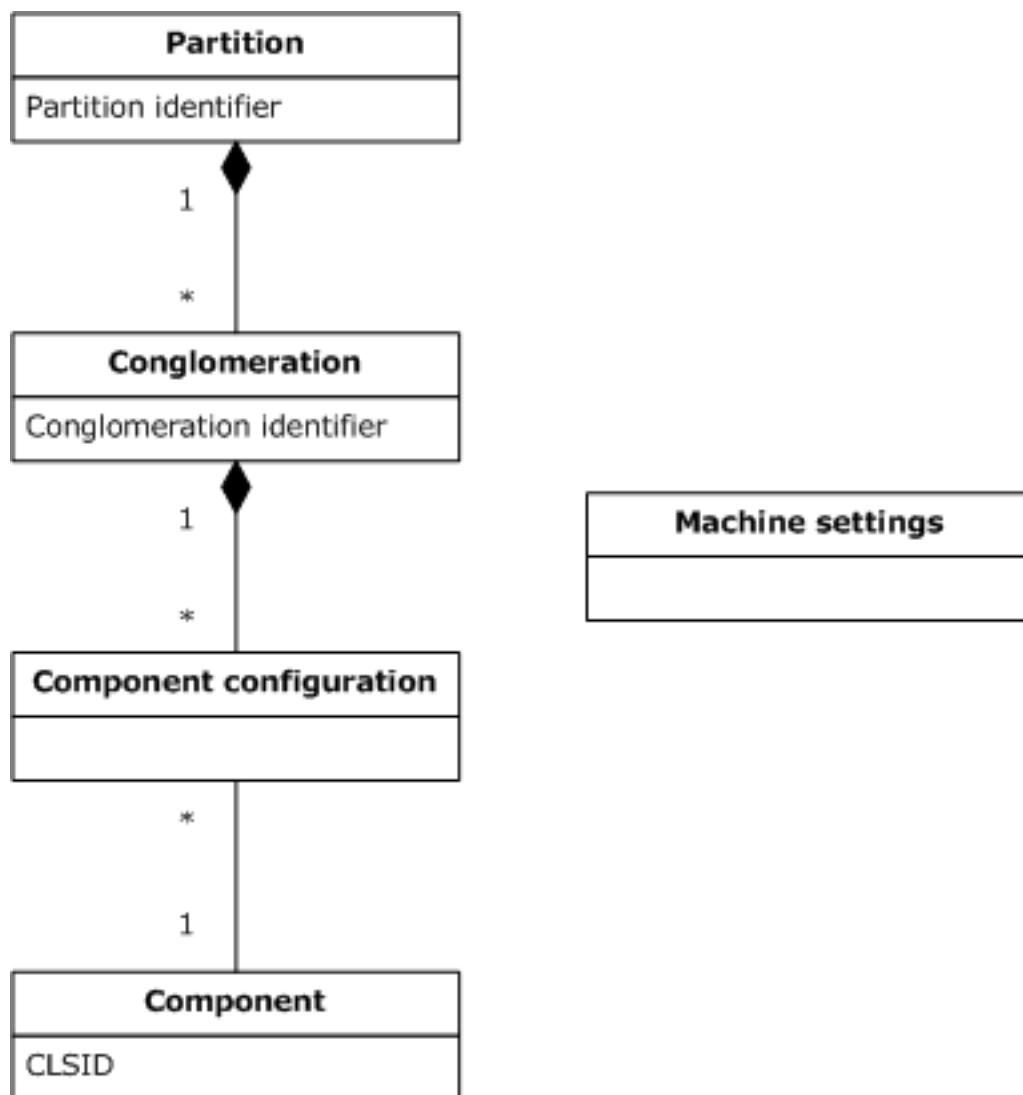 Partition
Partition identifier
1
*
Conglomeration
Conglomeration identifier
1
*
Machine settings
Component configuration
*
1
Component
CLSID